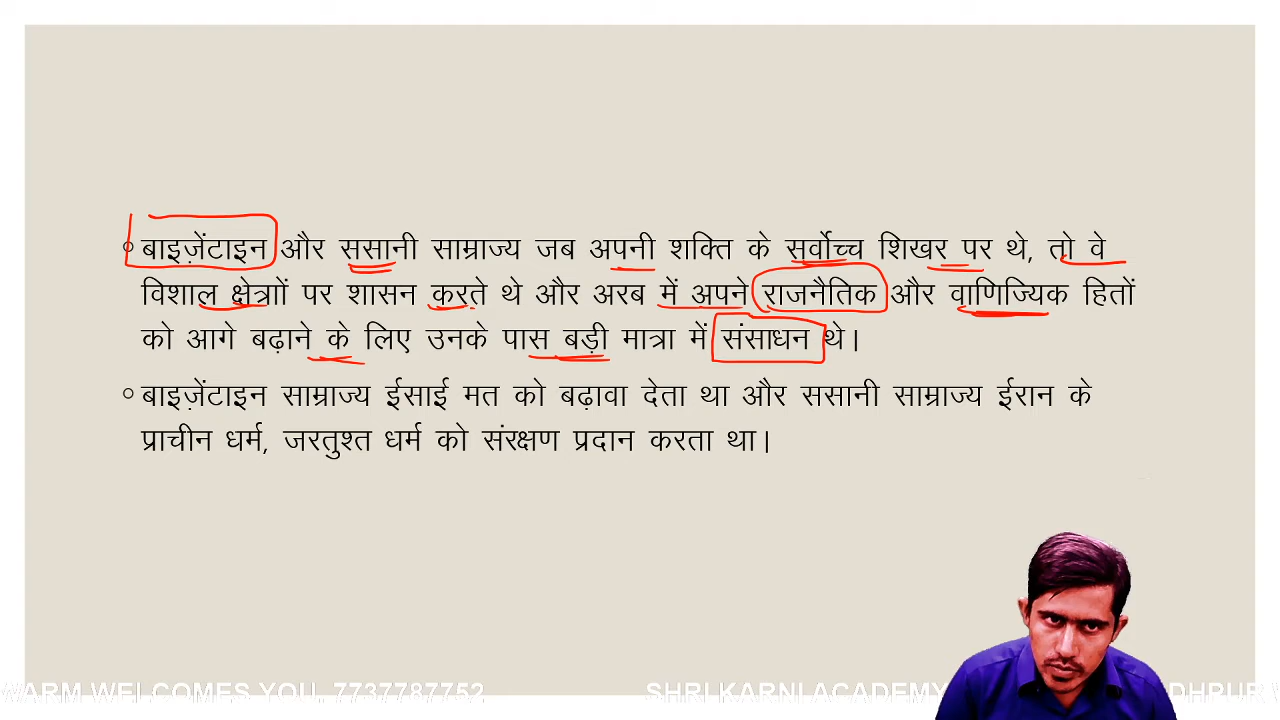 बाइज़ेंटाइन और ससानी साम्राज्य जब अपनी शक्ति के सर्वोच्च शिखर पर थे, तो वे
विशाल क्षेत्राों पर शासन करते थे और अरब में अपने राजनैतिक और वाणिज्यिक हितों
को आगे बढ़ाने के लिए उनके पास बड़ी मात्रा में संसाधन थे।
बाइज़ेंटाइन साम्राज्य ईसाई मत को बढ़ावा देता था और ससानी साम्राज्य ईरान के
प्राचीन धर्म, जरतुश्त धर्म को संरक्षण प्रदान करता था।
WARM WELCOMES YOU, 7737787752 SHRI KARNI ACADEMY